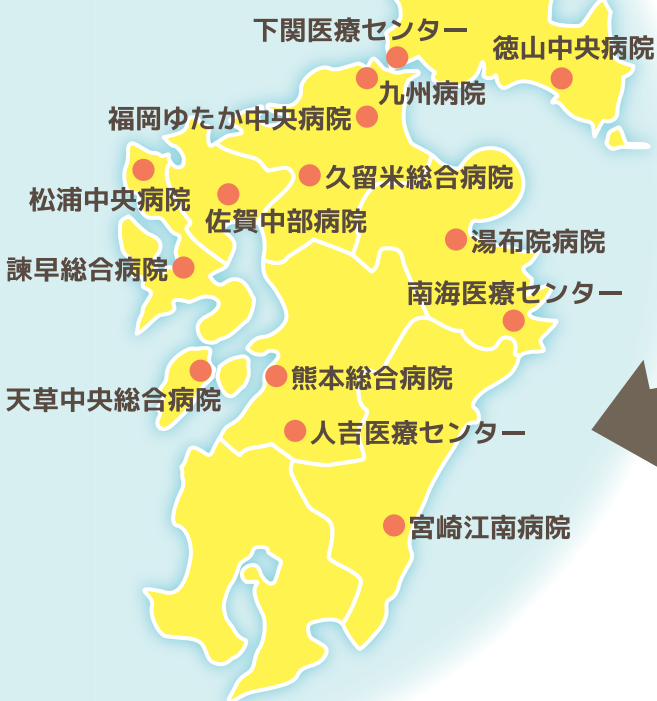 下関医療センター
徳山中央病院
九州病院
福岡ゆたか中央病院
久留米総合病院
松浦中央病院
佐賀中部病院
湯布院病院
諫早総合病院
南海医療センター
熊本総合病院
天草中央総合病院
人吉医療センター
宮崎江南病院